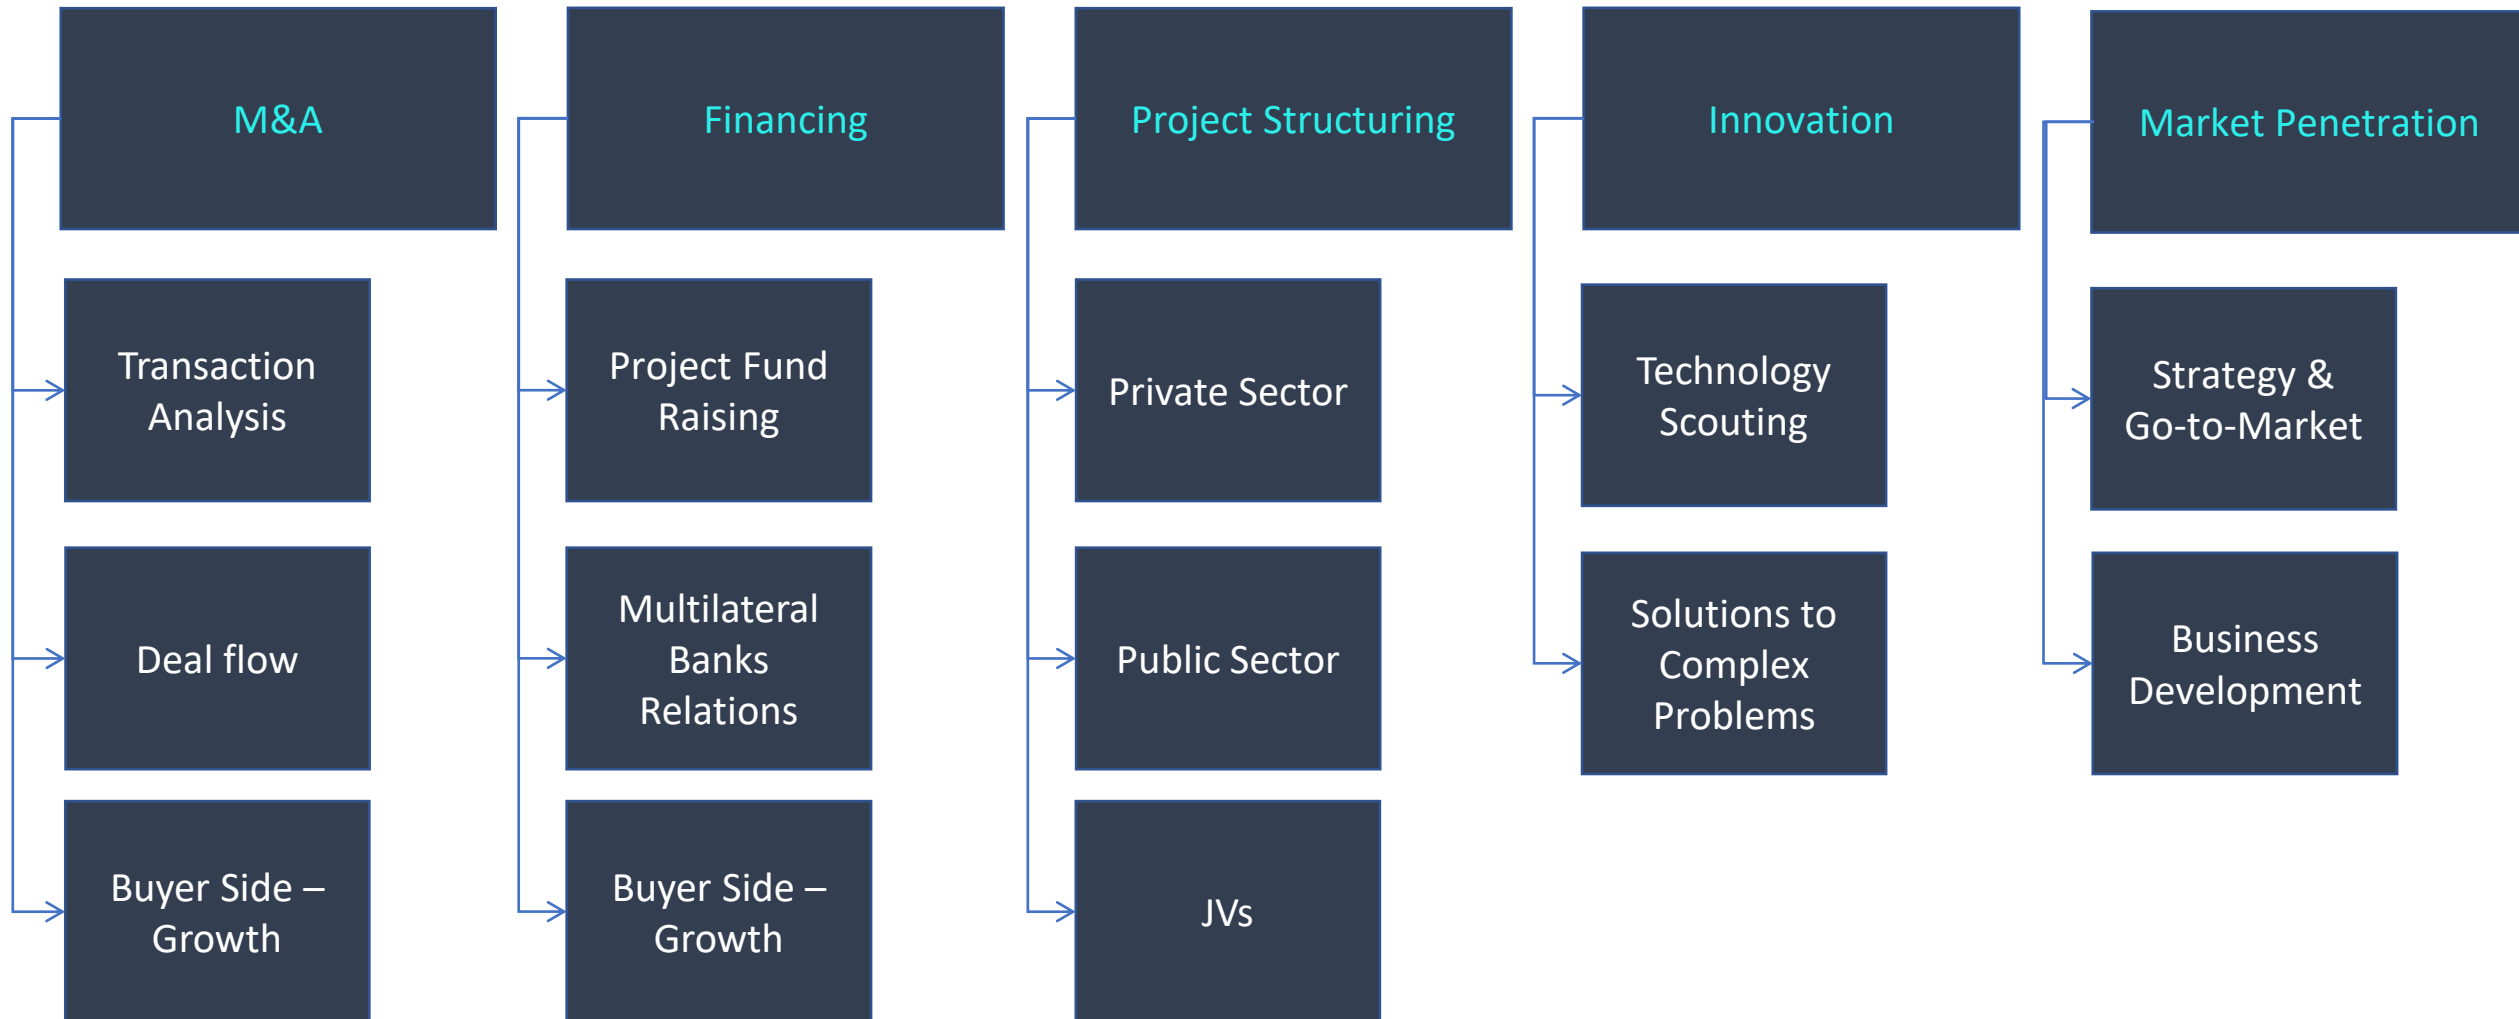 M&A
Transaction
Analysis
Deal flow
Buyer Side –
Growth
Financing
Project Fund
Raising
Multilateral
Banks
Relations
Buyer Side –
Growth
Project Structuring
Private Sector
Public Sector
JVs
Innovation
Technology
Scouting
Solutions to
Complex
Problems
Market Penetration
Strategy &
Go-to-Market
Business
Development